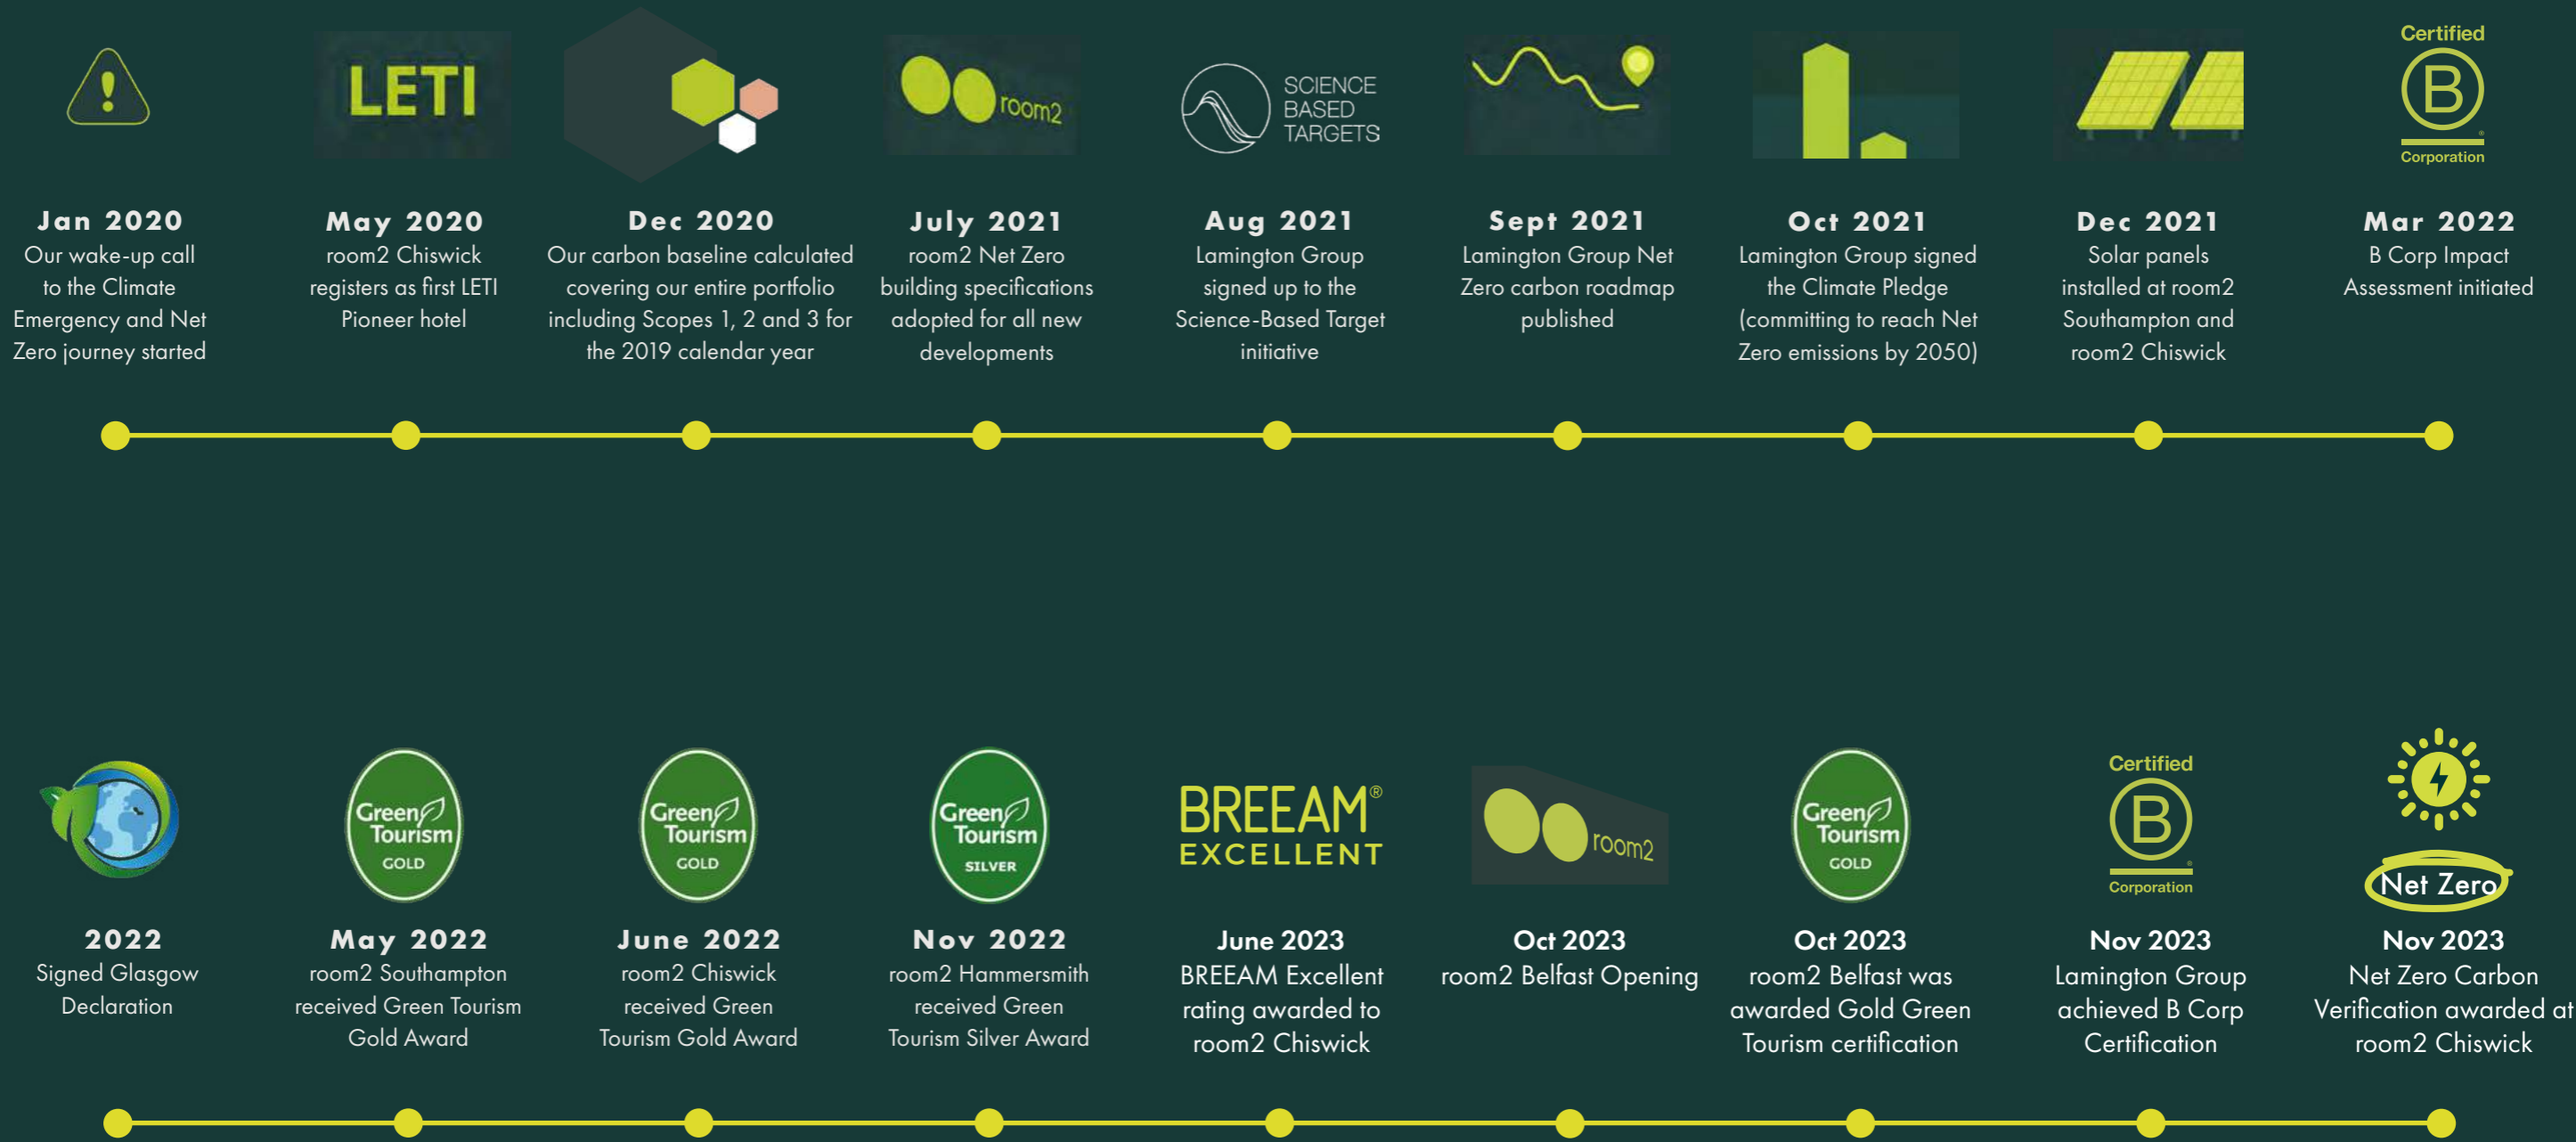 LETI
room2
SCIENCE
BASED
TARGETS
Certified
B
®
Corporation
Jan 2020
Our wake-up call
to the Climate
Emergency and Net
Zero journey started
May 2020
room2 Chiswick
registers as first LETI
Pioneer hotel
Dec 2020
Our carbon baseline calculated
covering our entire portfolio
including Scopes 1, 2 and 3 for
the 2019 calendar year
July 2021
room2 Net Zero
building specifications
adopted for all new
developments
Aug 2021
Lamington Group
signed up to the
Science-Based Target
initiative
Sept 2021
Lamington Group Net
Zero carbon roadmap
published
Oct 2021
Lamington Group signed
the Climate Pledge
(committing to reach Net
Zero emissions by 2050)
Dec 2021
Solar panels
installed at room2
Southampton and
room2 Chiswick
Mar 2022
B Corp Impact
Assessment initiated
2022
Signed Glasgow
Declaration
Green
Tourism
GOLD
May 2022
room2 Southampton
received Green Tourism
Gold Award
Green
Tourism
GOLD
June 2022
room2 Chiswick
received Green
Tourism Gold Award
Green
Tourism
SILVER
Nov 2022
room2 Hammersmith
received Green
Tourism Silver Award
BREEAM®
EXCELLENT
June 2023
BREEAM Excellent
rating awarded to
room2 Chiswick
room2
Oct 2023
room2 Belfast Opening
Green
Tourism
GOLD
Oct 2023
room2 Belfast was
awarded Gold Green
Tourism certification
Certified
B
®
Corporation
Nov 2023
Lamington Group
achieved B Corp
Certification
Net Zero
Nov 2023
Net Zero Carbon
Verification awarded at
room2 Chiswick